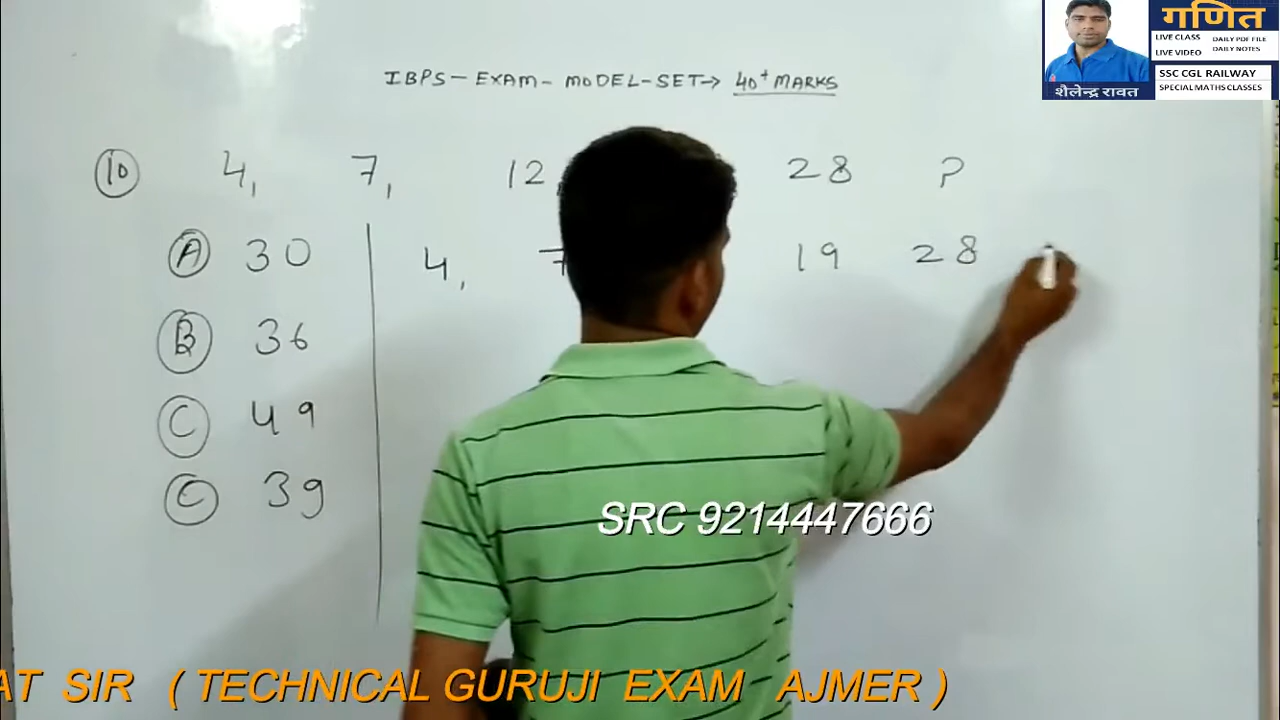 गणित
LIVE CLASS DAILY PDF FILE
LIVE VIDEO DAILY NOTES
SSC CGL RAILWAY
SPECIAL MATHS CLASSES
शैलेन्द्र रावत
IBPS - EXAM - MODEL - SET → 40+ MARKS
10 4, 7, 12 28 ?
A 30
4, 7 19 28
B 36
C 49
C 39
SRC 9214447666
AT SIR ( TECHNICAL GURUJI EXAM AJMER )